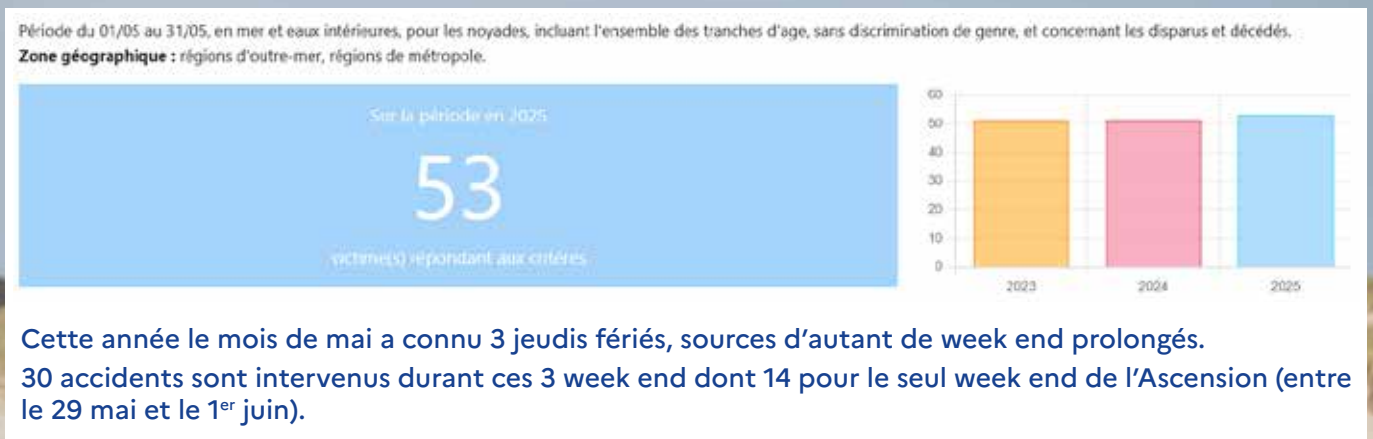 Période du 01/05 au 31/05, en mer et eaux intérieures, pour les noyades, incluant l'ensemble des tranches d'age, sans discrimination de genre, et concernant les disparus et décédés.
Zone géographique : régions d'outre-mer, régions de métropole.
Sur la période en 2025
53
victime(s) répondant aux critères
60
50
40
30
20
10
0
2023 2024 2025
Cette année le mois de mai a connu 3 jeudis fériés, sources d'autant de week end prolongés.
30 accidents sont intervenus durant ces 3 week end dont 14 pour le seul week end de l'Ascension (entre
le 29 mai et le 1er juin).